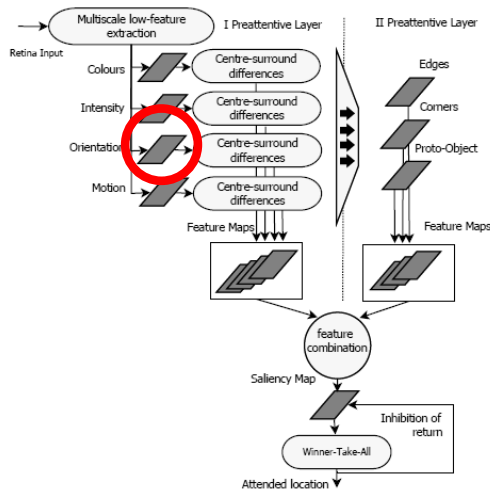 Multiscale low-feature
extraction
I Preattentive Layer
II Preattentive Layer
Retina Input
Colours
Centre-surround
differences
Intensity
Centre-surround
differences
Orientation
Centre-surround
differences
Motion
Centre-surround
differences
Edges
Corners
Proto-Object
Feature Maps
Feature Maps
feature
combination
Saliency Map
Inhibition of
return
Winner-Take-All
Attended location